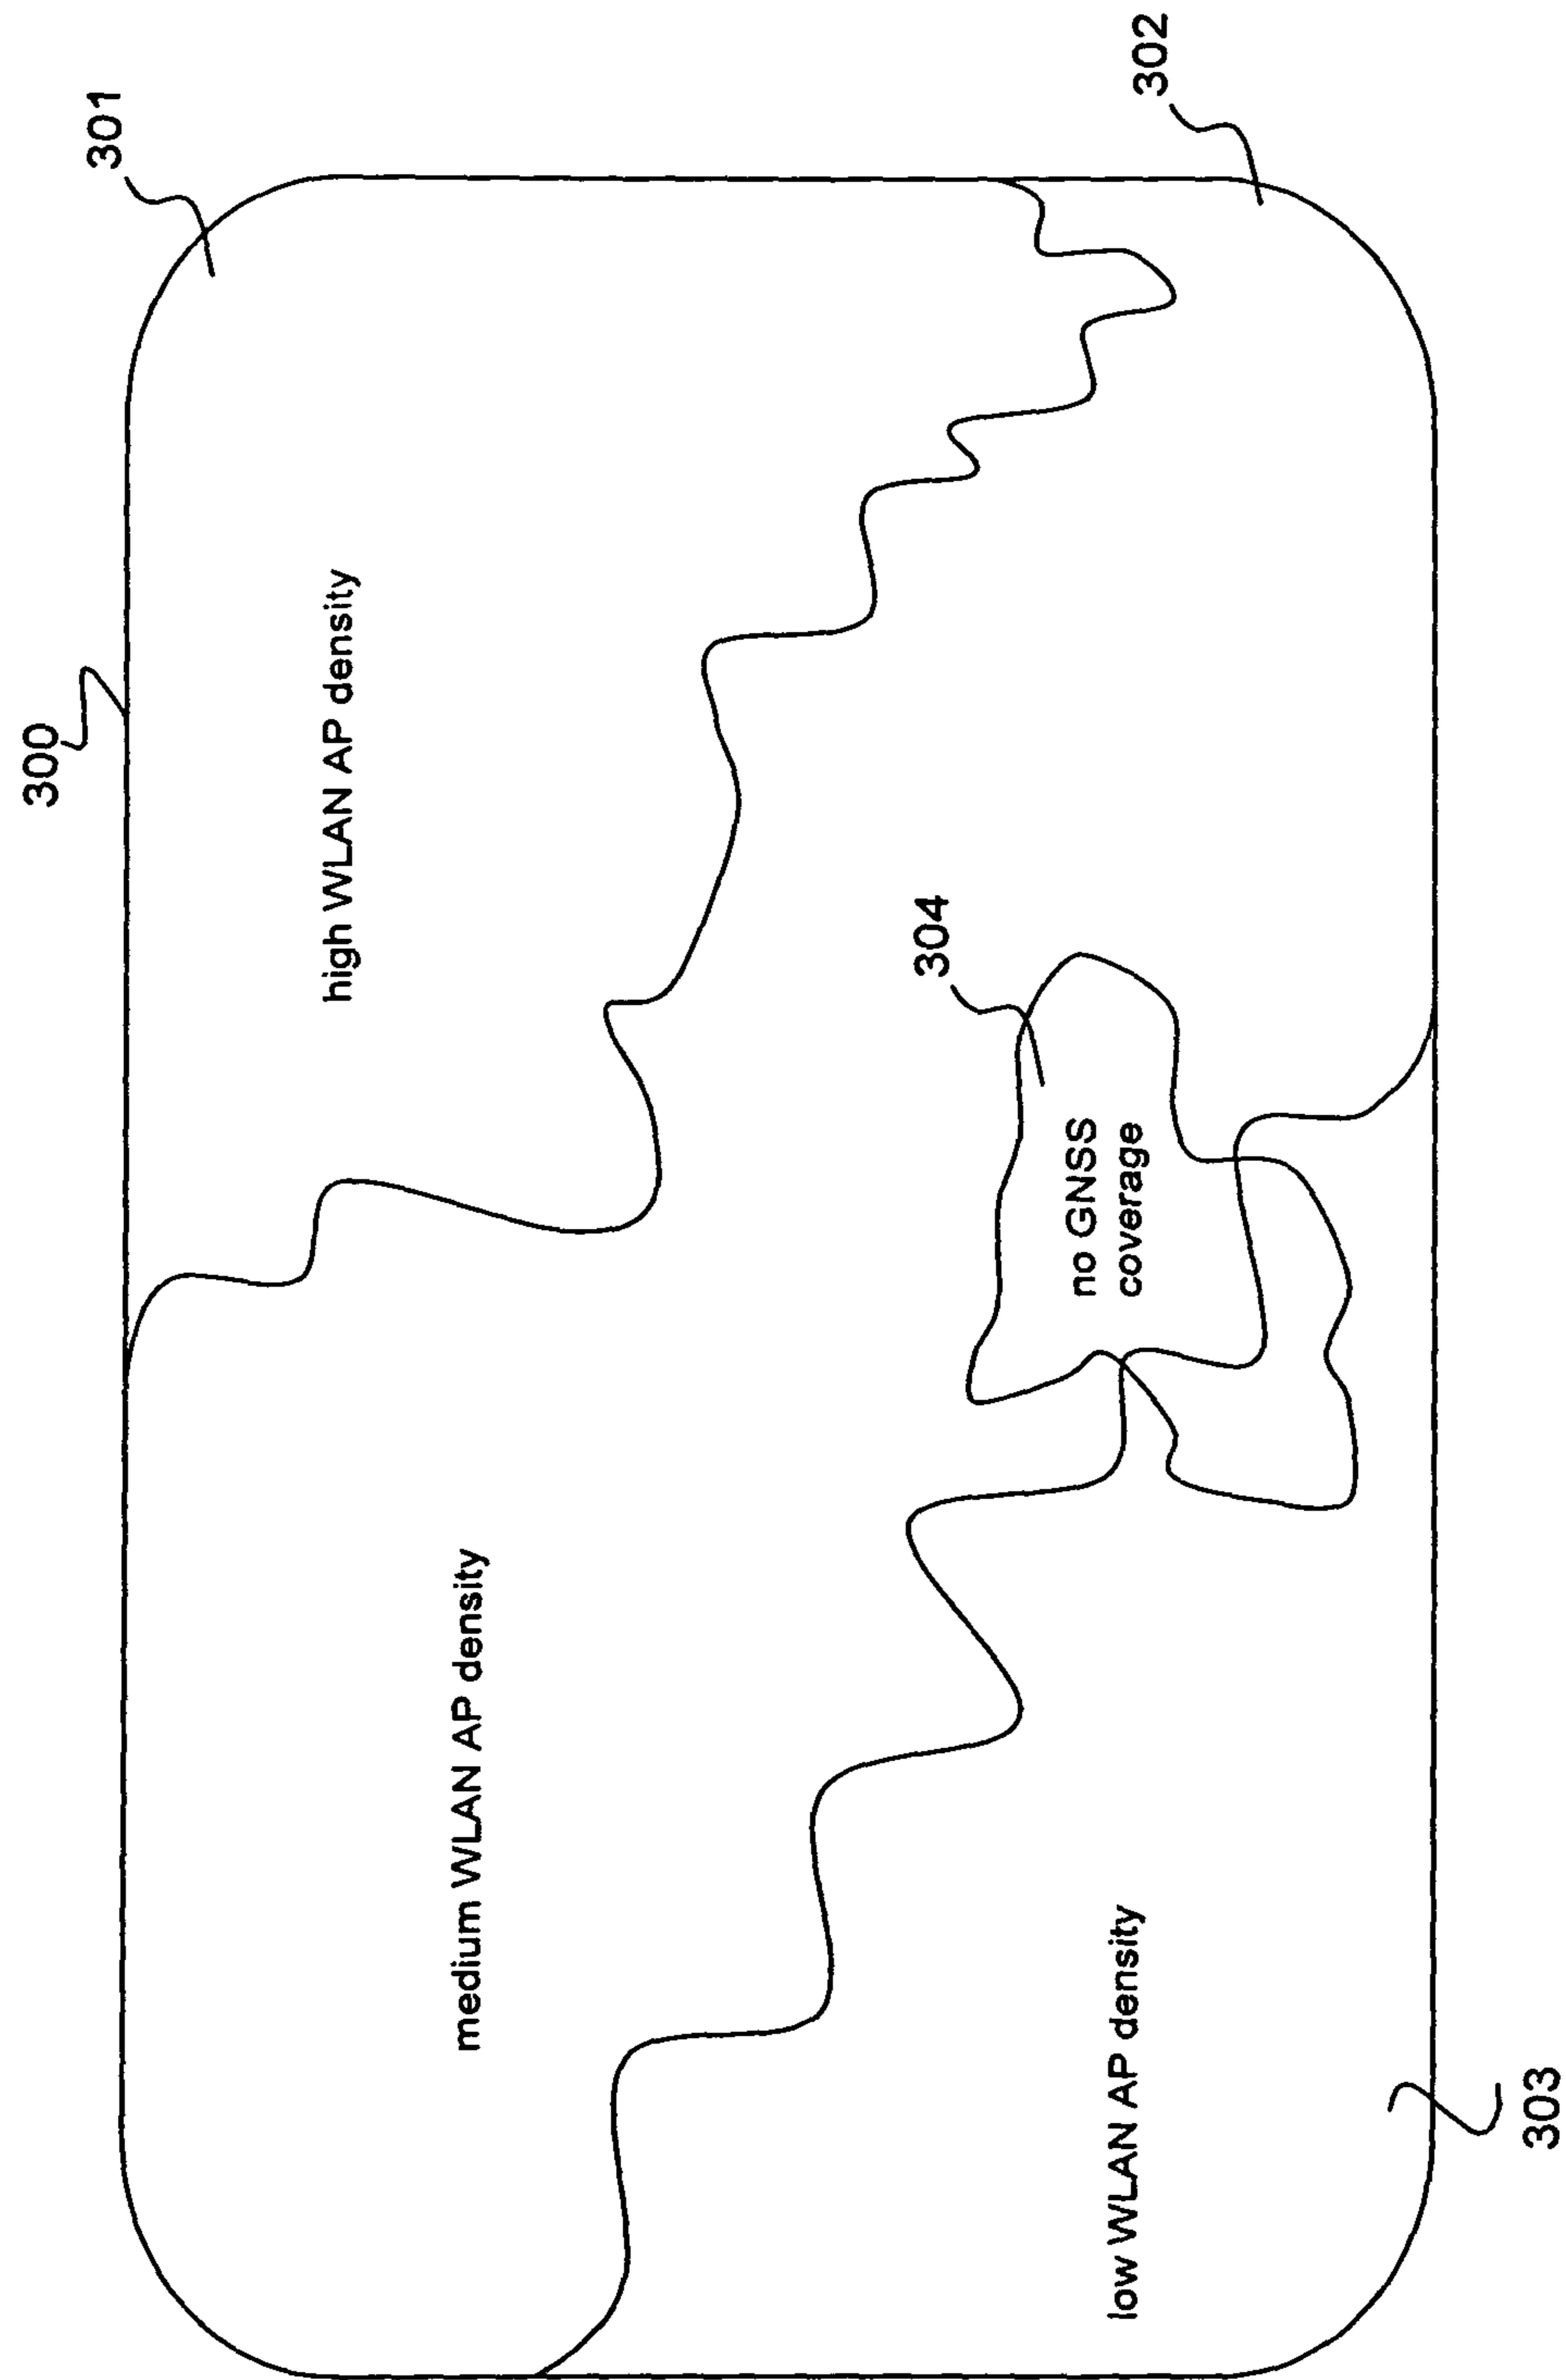 300
301
high WLAN AP density
medium WLAN AP density
304
no GNSS
coverage
302
low WLAN AP density
303